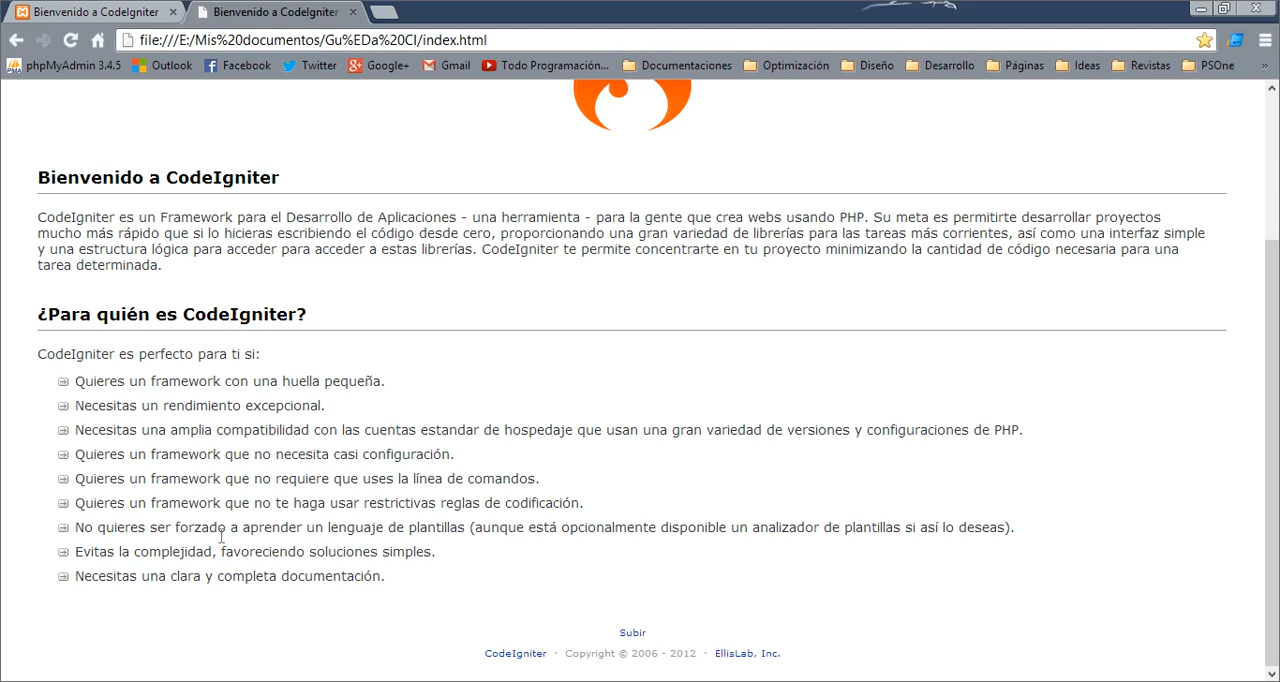 Bienvenido a CodeIgniter
Bienvenido a CodeIgniter
file:///E:/Mis%20documentos/Gu%EDa%20CI/index.html
phpMyAdmin 3.4.5 Outlook Facebook Twitter Google+ Gmail Todo Programación... Documentaciones Optimización Diseño Desarrollo Páginas Ideas Revistas PSOne »
Bienvenido a CodeIgniter
CodeIgniter es un Framework para el Desarrollo de Aplicaciones - una herramienta - para la gente que crea webs usando PHP. Su meta es permitirte desarrollar proyectos
mucho más rápido que si lo hicieras escribiendo el código desde cero, proporcionando una gran variedad de librerías para las tareas más corrientes, así como una interfaz simple
y una estructura lógica para acceder para acceder a estas librerías. CodeIgniter te permite concentrarte en tu proyecto minimizando la cantidad de código necesaria para una
tarea determinada.
¿Para quién es CodeIgniter?
CodeIgniter es perfecto para ti si:
Quieres un framework con una huella pequeña.
Necesitas un rendimiento excepcional.
Necesitas una amplia compatibilidad con las cuentas estandar de hospedaje que usan una gran variedad de versiones y configuraciones de PHP.
Quieres un framework que no necesita casi configuración.
Quieres un framework que no requiere que uses la línea de comandos.
Quieres un framework que no te haga usar restrictivas reglas de codificación.
No quieres ser forzado a aprender un lenguaje de plantillas (aunque está opcionalmente disponible un analizador de plantillas si así lo deseas).
Evitas la complejidad, favoreciendo soluciones simples.
Necesitas una clara y completa documentación.
Subir
CodeIgniter · Copyright © 2006 - 2012 · EllisLab, Inc.